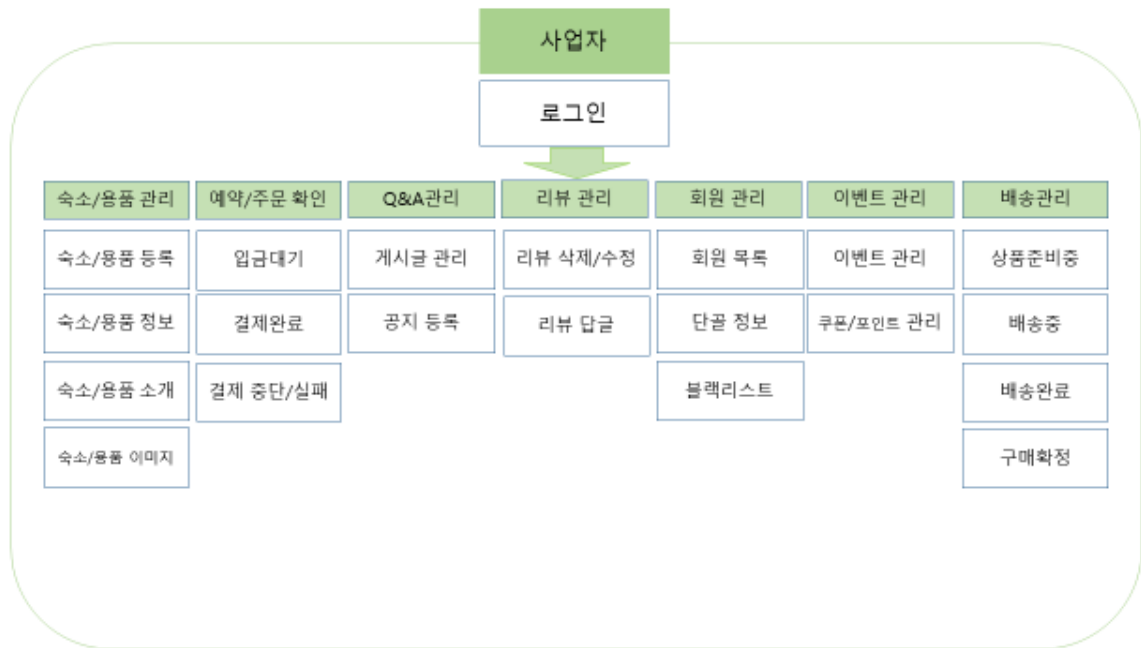 사업자
로그인
숙소/용품 관리 예약/주문 확인 Q&A관리 리뷰 관리 회원 관리 이벤트 관리 배송관리
숙소/용품 등록 입금대기 게시글 관리 리뷰 삭제/수정 회원 목록 이벤트 관리 상품준비중
숙소/용품 정보 결제완료 공지 등록 리뷰 답글 단골 정보 쿠폰/포인트 관리 배송중
숙소/용품 소개 결제 중단/실패 블랙리스트 배송완료
숙소/용품 이미지 구매확정